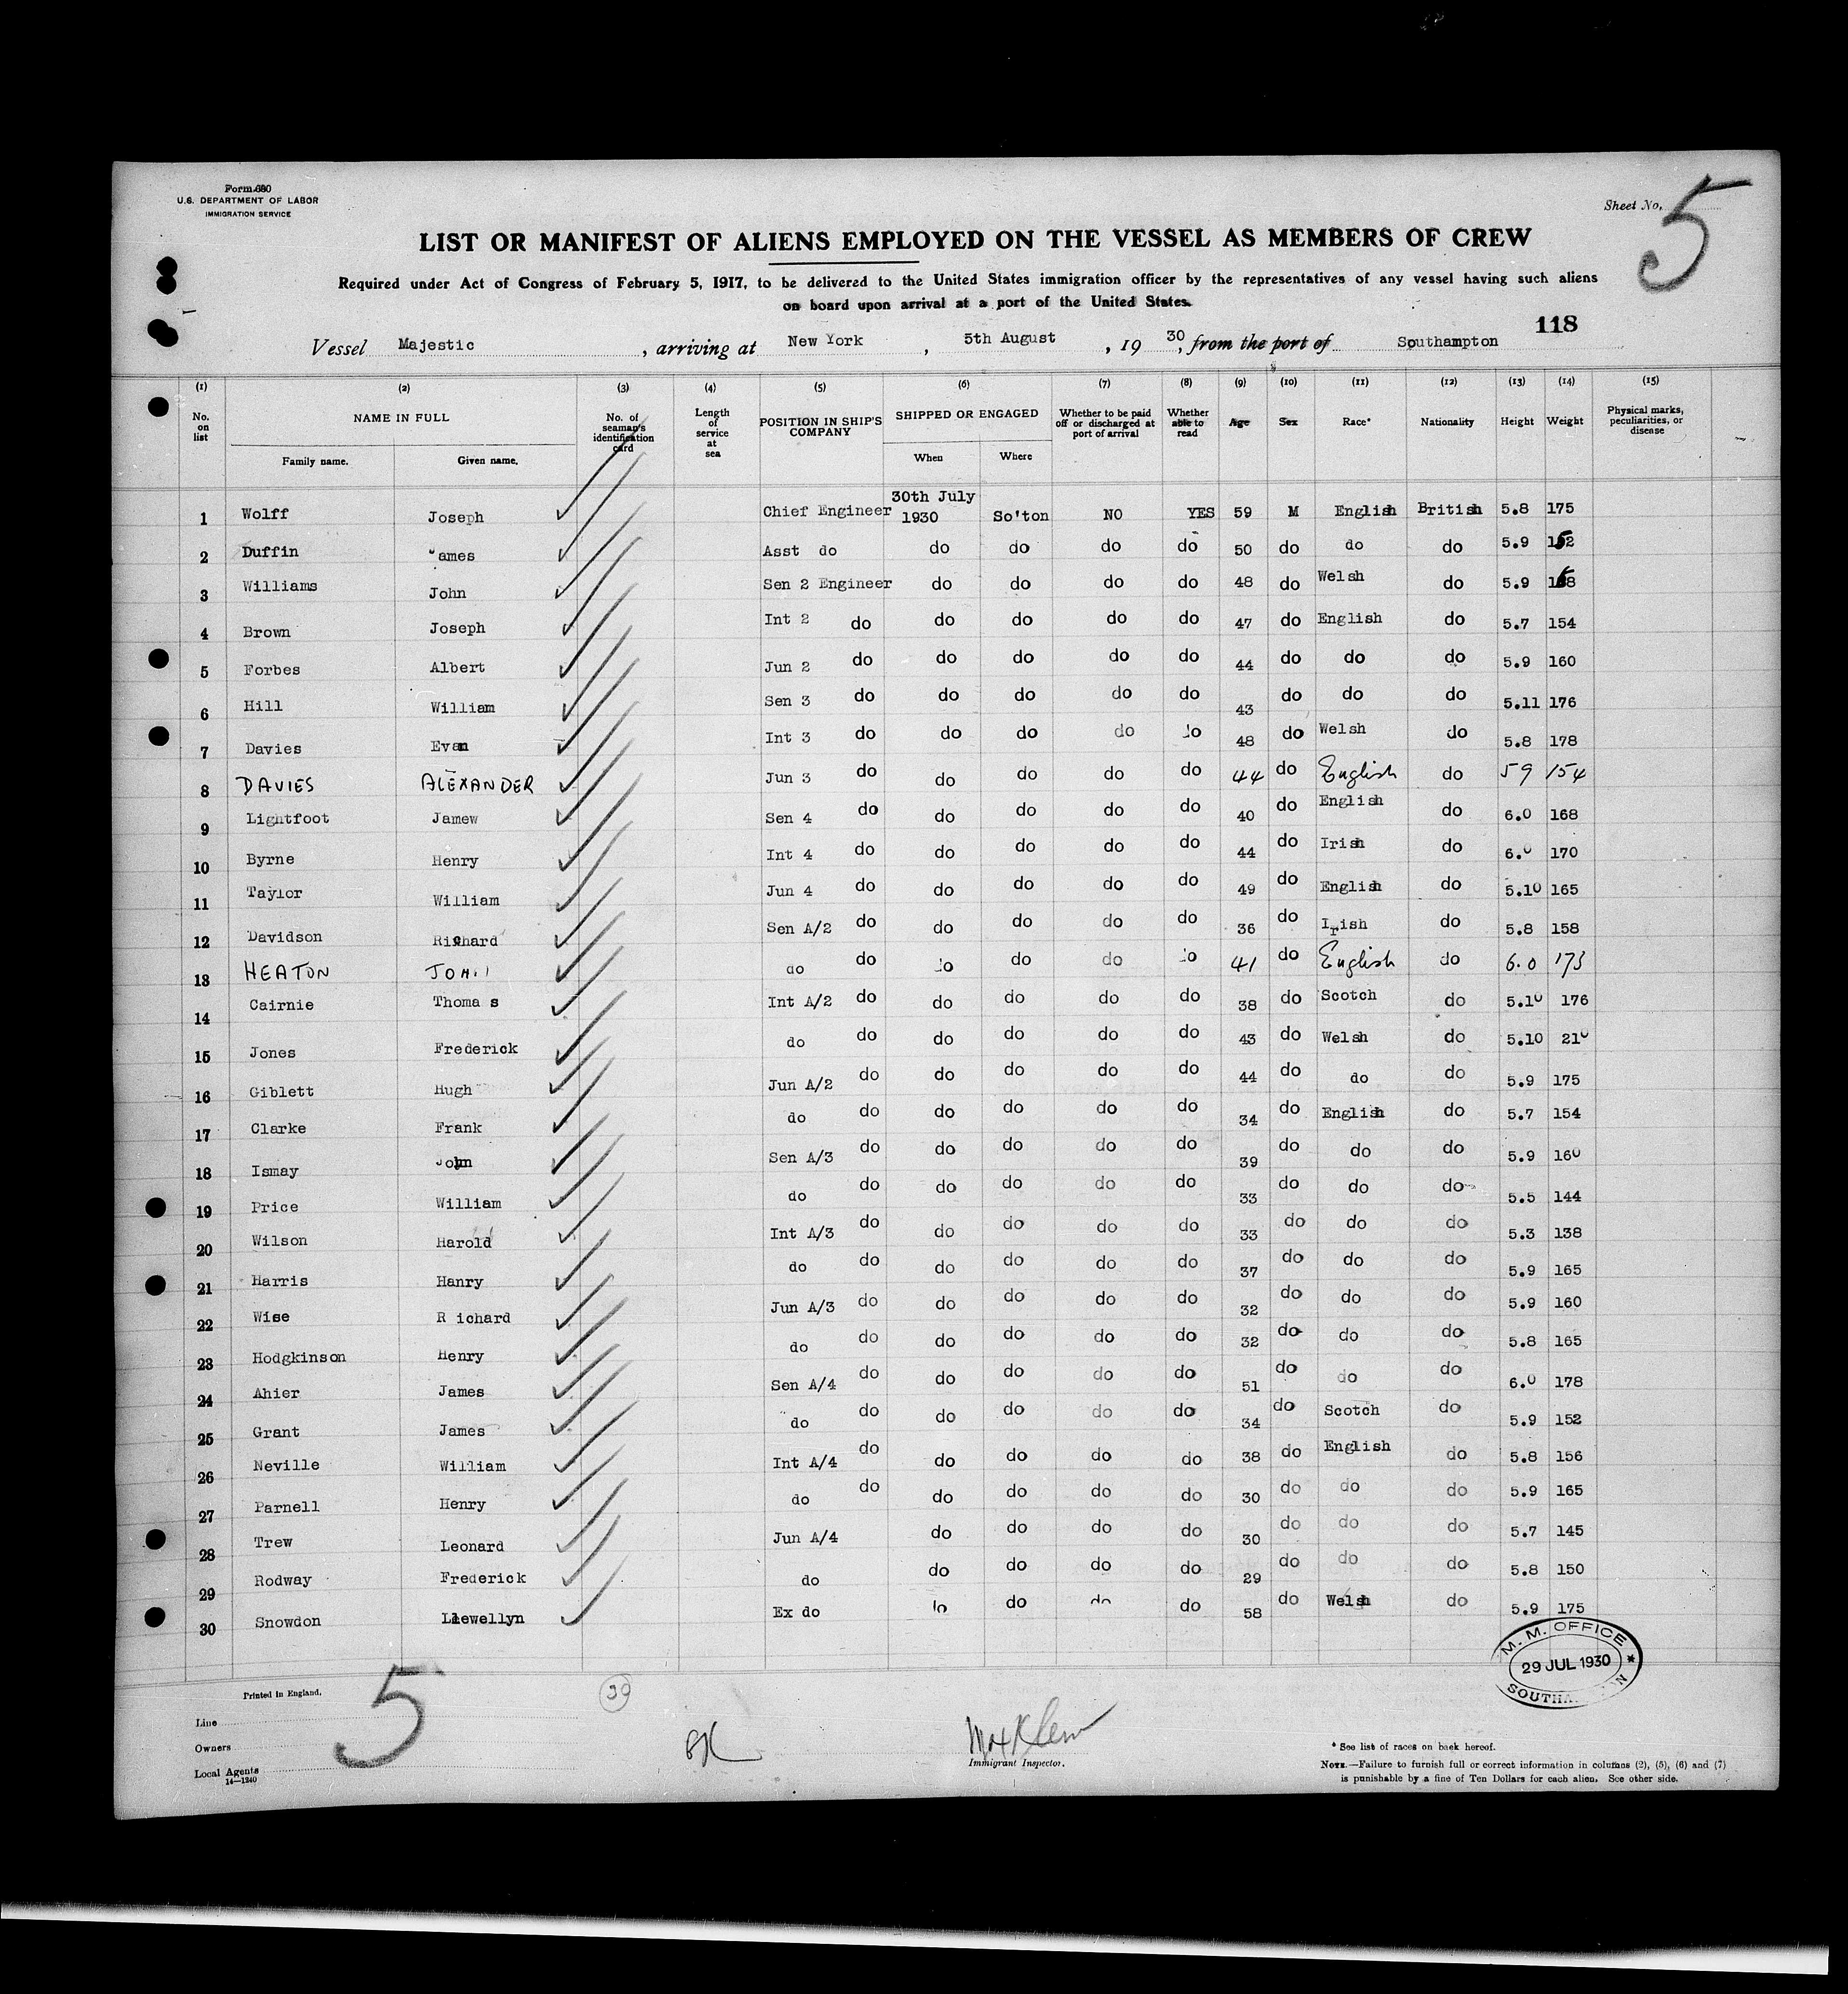 Form 680
U.S. DEPARTMENT OF LABOR
IMMIGRATION SERVICE
Sheet No. 5
LIST OR MANIFEST OF ALIENS EMPLOYED ON THE VESSEL AS MEMBERS OF CREW
Required under Act of Congress of February 5, 1917, to be delivered to the United States immigration officer by the representatives of any vessel having such aliens
on board upon arrival at a port of the United States.
118
Vessel Majestic, arriving at New York, 5th August, 19 30, from the port of Southampton
(1) (2) (3) (4) (5) (6) (7) (8) (9) (10) (11) (12) (13) (14) (15)
No. on list NAME IN FULL No. of seaman's identification card Length of service at sea POSITION IN SHIP'S COMPANY SHIPPED OR ENGAGED Whether to be paid off or discharged at port of arrival Whether able to read Age Sex Race* Nationality Height Weight Physical marks, peculiarities, or disease
Family name. Given name. When Where
1 Wolff Joseph Chief Engineer 30th July 1930 So'ton NO YES 59 M English British 5.8 175
2 Duffin James Asst do do do do do 50 do do do 5.9 152
3 Williams John Sen 2 Engineer do do do do 48 do Welsh do 5.9 158
4 Brown Joseph Int 2 do do do do do 47 do English do 5.7 154
5 Forbes Albert Jun 2 do do do do do 44 do do do 5.9 160
6 Hill William Sen 3 do do do do do 43 do do do 5.11 176
7 Davies Evan Int 3 do do do do do 48 do Welsh do 5.8 178
8 DAVIES ALEXANDER Jun 3 do do do do do 44 do English do 5 9 154
9 Lightfoot Jamew Sen 4 do do do do do 40 do English do 6.0 168
10 Byrne Henry Int 4 do do do do do 44 do Irish do 6.0 170
11 Taylor William Jun 4 do do do do do 49 do English do 5.10 165
12 Davidson Richard Sen A/2 do do do do do 36 do Irish do 5.8 158
13 HEATON JOHN do do do do do do 41 do English do 6.0 173
14 Cairnie Thoma s Int A/2 do do do do do 38 do Scotch do 5.10 176
15 Jones Frederick do do do do do do 43 do Welsh do 5.10 210
16 Giblett Hugh Jun A/2 do do do do do 44 do do do 5.9 175
17 Clarke Frank do do do do do do 34 do English do 5.7 154
18 Ismay John Sen A/3 do do do do do 39 do do do 5.9 160
19 Price William do do do do do do 33 do do do 5.5 144
20 Wilson Harold Int A/3 do do do do do 33 do do do 5.3 138
21 Harris Hanry do do do do do do 37 do do do 5.9 165
22 Wise R ichard Jun A/3 do do do do do 32 do do do 5.9 160
23 Hodgkinson Henry do do do do do do 32 do do do 5.8 165
24 Ahier James Sen A/4 do do do do do 51 do do do 6.0 178
25 Grant James do do do do do do 34 do Scotch do 5.9 152
26 Neville William Int A/4 do do do do do 38 do English do 5.8 156
27 Parnell Henry do do do do do do 30 do do do 5.9 165
28 Trew Leonard Jun A/4 do do do do 30 do do do 5.7 145
29 Rodway Frederick do do do do do 29 do do do 5.8 150
30 Snowdon Llewellyn Ex do do do do do 58 do Welsh do 5.9 175
M. M. OFFICE
29 JUL 1930
Printed in England.
5
Line
Owners
Local Agents
14—1240
Immigrant Inspector.
* See list of races on back hereof.
NOTE.—Failure to furnish full or correct information in columns (2), (5), (6) and (7)
is punishable by a fine of Ten Dollars for each alien. See other side.